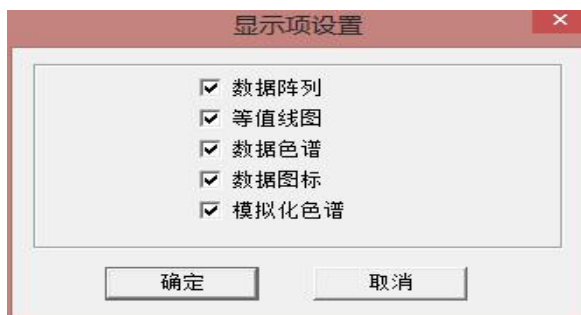 显示项设置
数据阵列
等值线图
数据色谱
数据图标
模拟化色谱
确定 取消